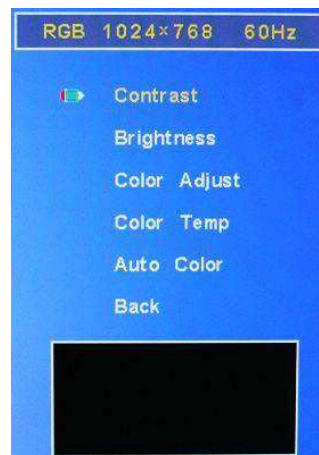 RGB 1024×768 60Hz
Contrast
Brightness
Color Adjust
Color Temp
Auto Color
Back